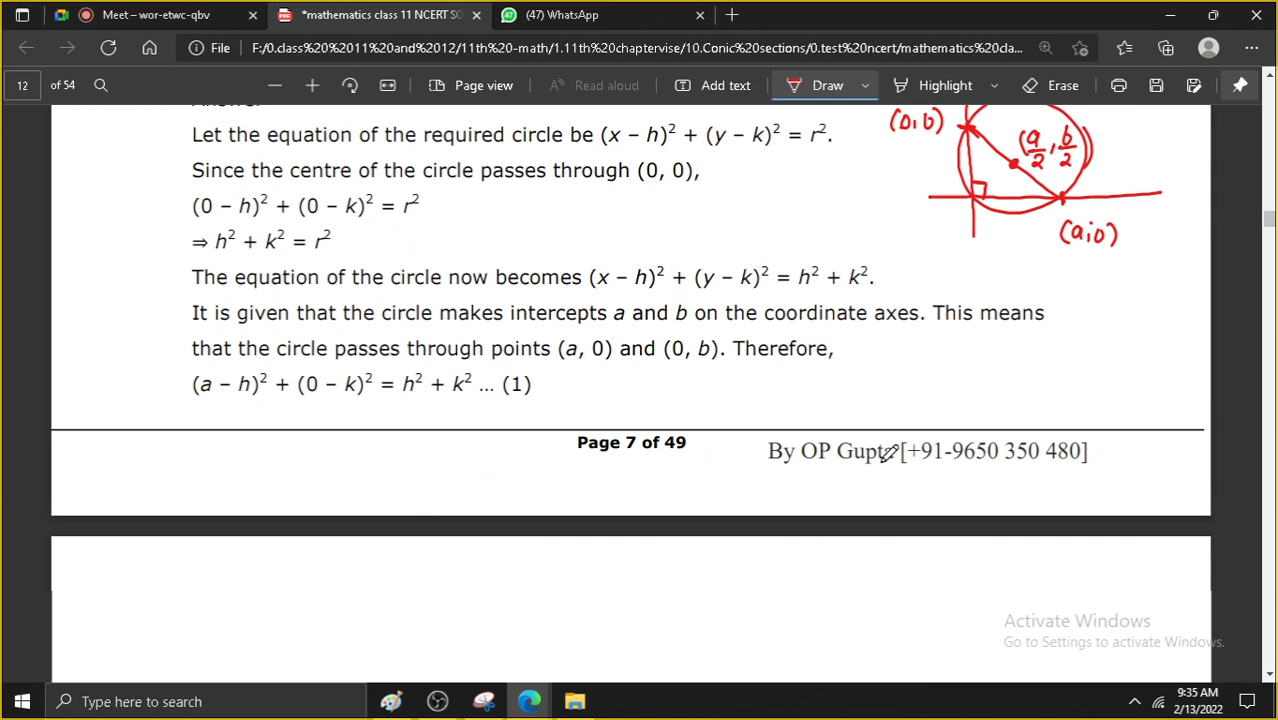 Meet – wor-etwc-qbv
*mathematics class 11 NCERT SO
(47) WhatsApp
File
F:/0.class%20%2011%20and%2012/11th%20-math/1.11th%20chaptervise/10.Conic%20sections/0.test%20ncert/mathematics%20cla...
12 of 54
Page view
Read aloud
Add text
Draw
Highlight
Erase
Let the equation of the required circle be (x – h)² + (y – k)² = r².
Since the centre of the circle passes through (0, 0),
(0 – h)² + (0 – k)² = r²
⇒ h² + k² = r²
The equation of the circle now becomes (x – h)² + (y – k)² = h² + k².
It is given that the circle makes intercepts a and b on the coordinate axes. This means
that the circle passes through points (a, 0) and (0, b). Therefore,
(a – h)² + (0 – k)² = h² + k² … (1)
(0,b)
(a/2, b/2)
(a,0)
Page 7 of 49
By OP Gupta [+91-9650 350 480]
Activate Windows
Go to Settings to activate Windows.
Type here to search
9:35 AM
2/13/2022